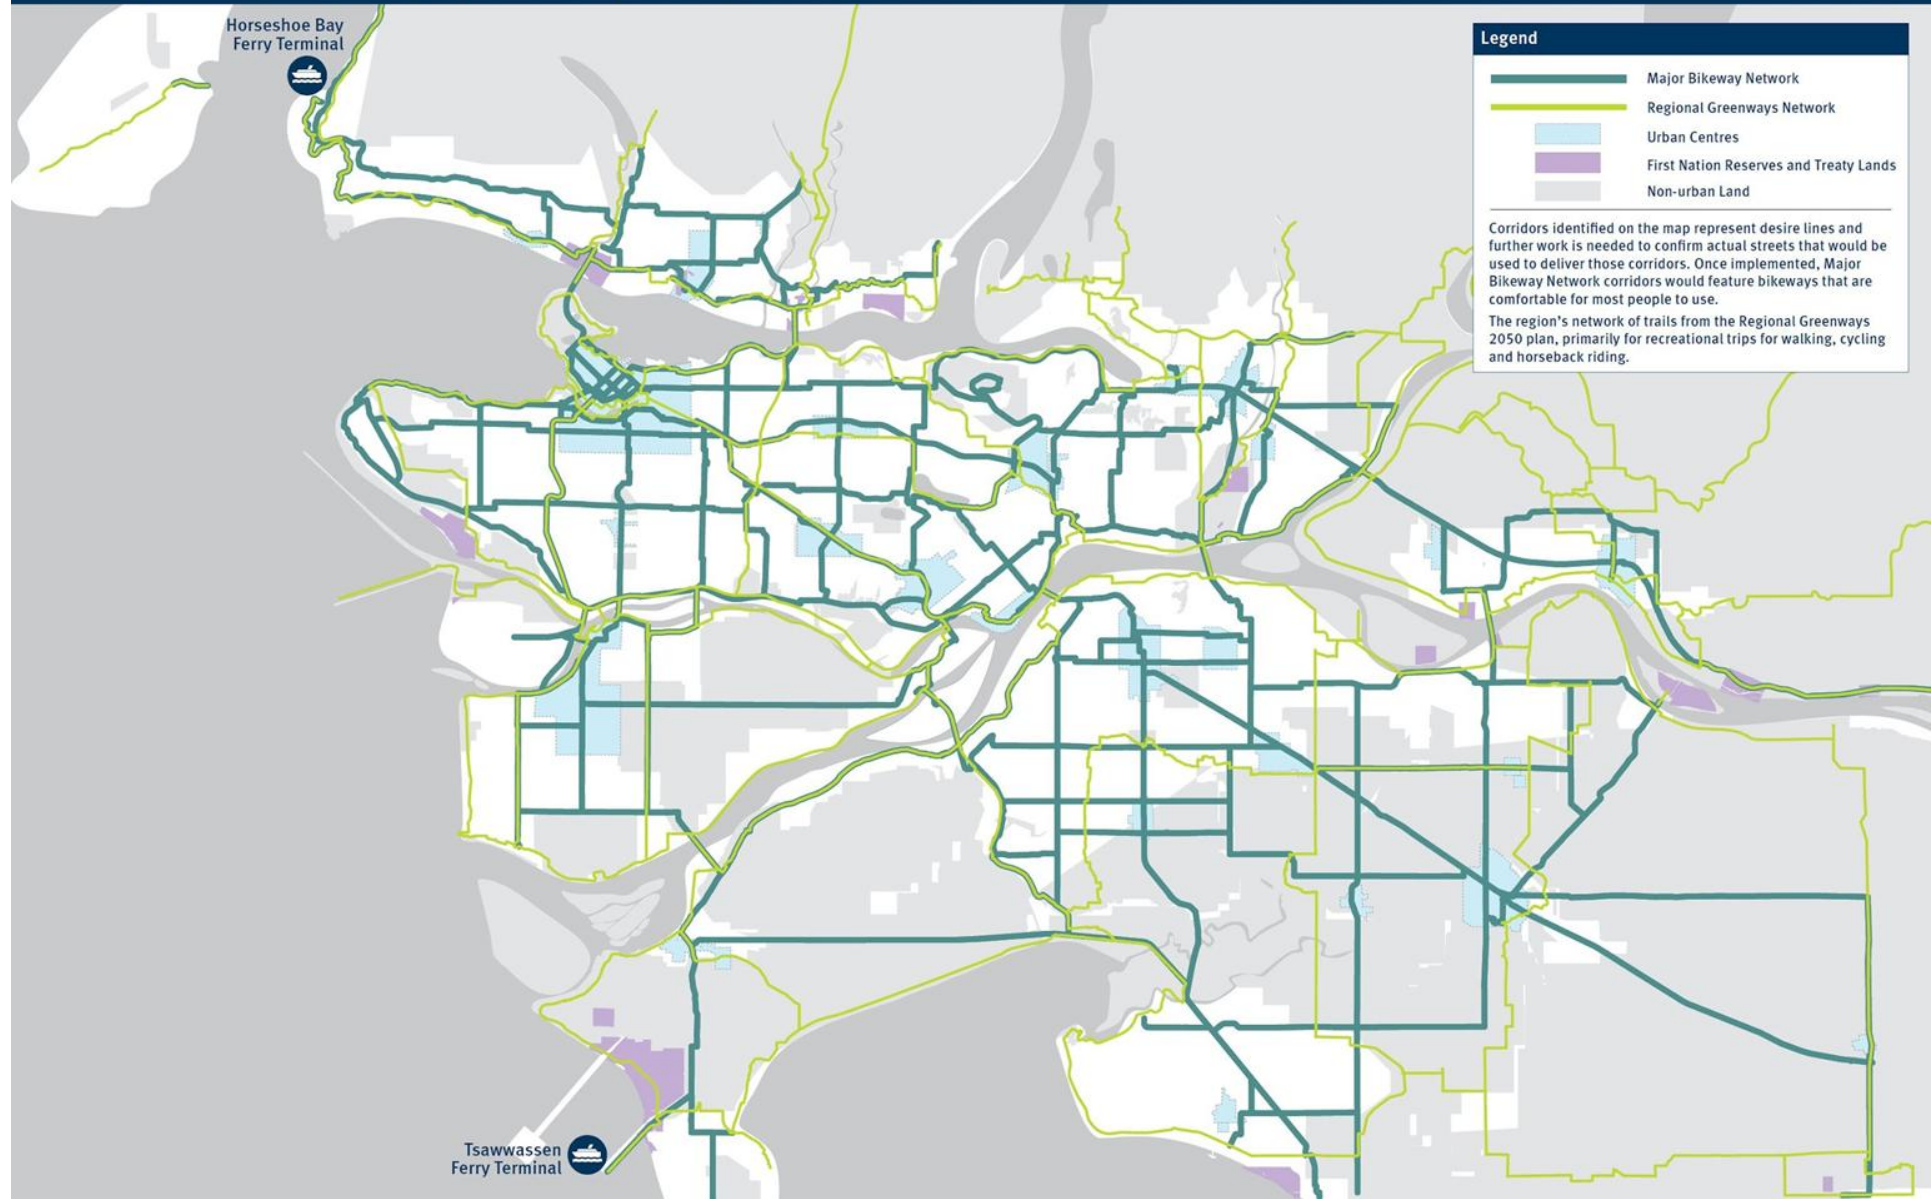 Horseshoe Bay
Ferry Terminal
Legend
Major Bikeway Network
Regional Greenways Network
Urban Centres
First Nation Reserves and Treaty Lands
Non-urban Land
Corridors identified on the map represent desire lines and
further work is needed to confirm actual streets that would be
used to deliver those corridors. Once implemented, Major
Bikeway Network corridors would feature bikeways that are
comfortable for most people to use.
The region's network of trails from the Regional Greenways
2050 plan, primarily for recreational trips for walking, cycling
and horseback riding.
Tsawwassen
Ferry Terminal